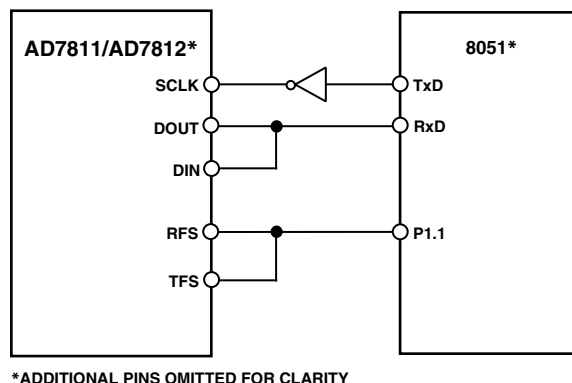 AD7811/AD7812*
8051*
SCLK
TxD
DOUT
RxD
DIN
RFS
P1.1
TFS
*ADDITIONAL PINS OMITTED FOR CLARITY